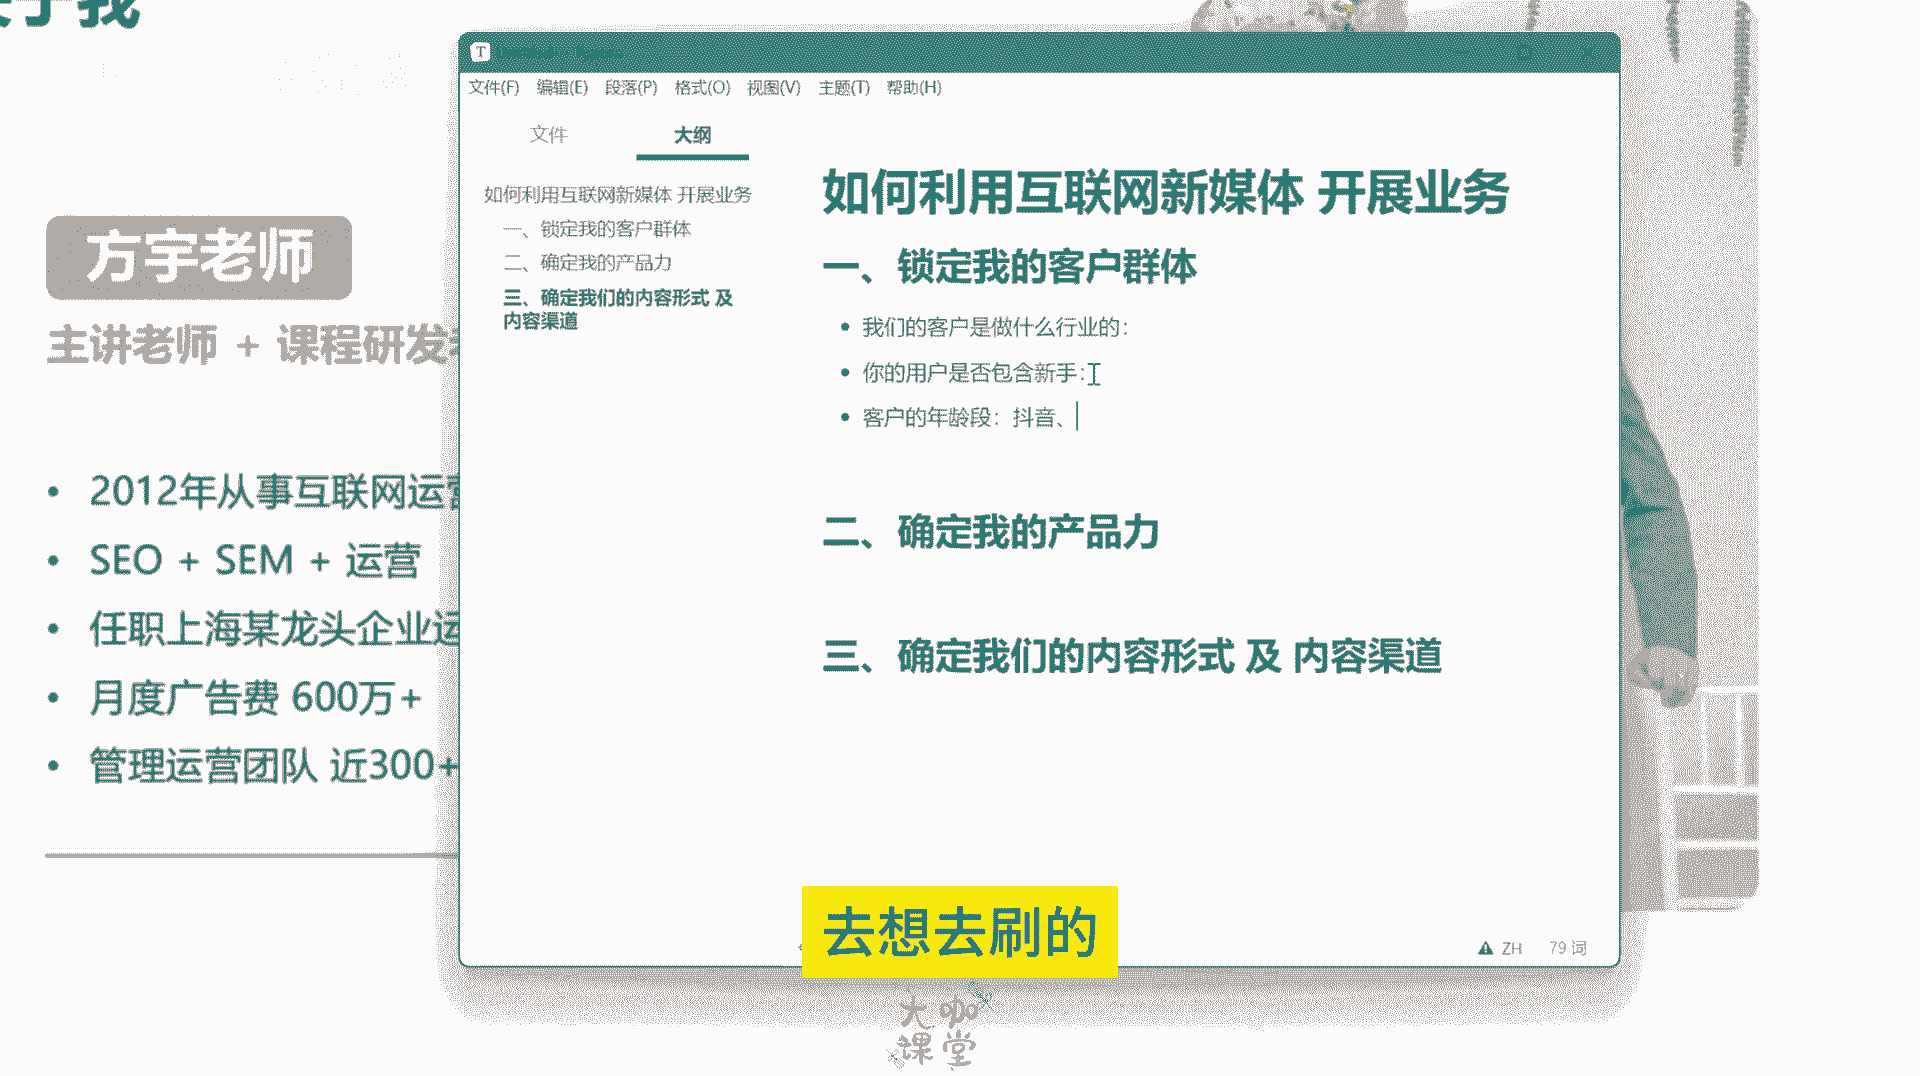 于我
方宇老师
主讲老师 + 课程研发
2012年从事互联网运营
SEO + SEM + 运营
任职上海某龙头企业运
月度广告费 600万+
管理运营团队 近300+
T
文件(F) 编辑(E) 段落(P) 格式(O) 视图(V) 主题(T) 帮助(H)
文件 大纲
如何利用互联网新媒体 开展业务
一、锁定我的客户群体
二、确定我的产品力
三、确定我们的内容形式 及
内容渠道
如何利用互联网新媒体 开展业务
一、锁定我的客户群体
我们的客户是做什么行业的:
你的用户是否包含新手:
客户的年龄段: 抖音、
二、确定我的产品力
三、确定我们的内容形式 及 内容渠道
去想去刷的
ZH 79 词
大咖
课堂